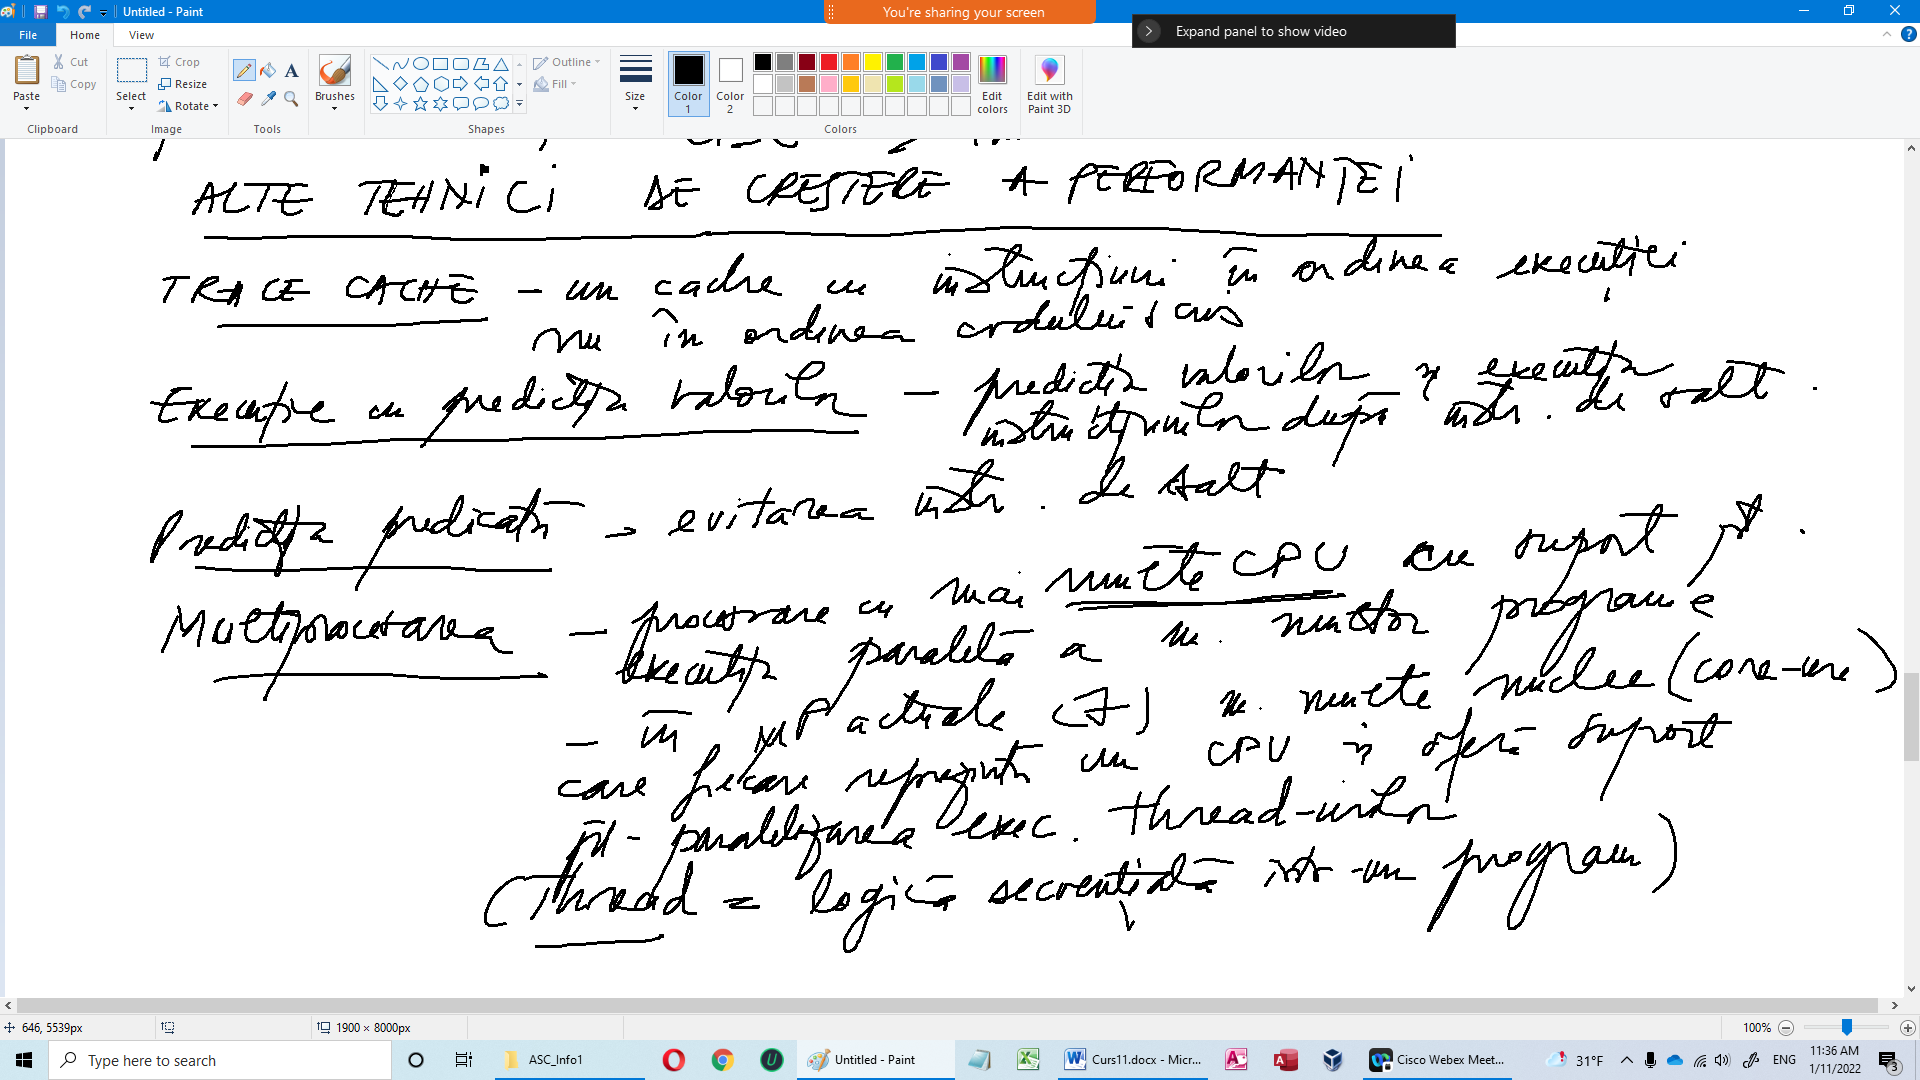 Untitled - Paint
You're sharing your screen
Expand panel to show video
File Home View
Paste
Cut
Copy
Clipboard
Select
Crop
Resize
Rotate
Image
Tools
Brushes
Shapes
Outline
Fill
Size
Color 1
Color 2
Edit colors
Colors
Edit with Paint 3D
ALTE TEHNICI DE CREȘTERE A PERFORMANȚEI
TRACE CACHE - un cache cu instrucțiuni în ordinea execuției
nu în ordinea codului scris
Execuție cu predicția valorilor - predicția valorilor și execuția
instrucțiunilor după instr. de salt.
Predicția predicată → evitarea instr. de salt
Multiprocesarea - procesare cu mai multe CPU cu suport pt.
execuția paralelă a m. multor programe
- în μP actuale (I7) m. multe nuclee (core-uri)
care fiecare reprezintă un CPU și oferă suport
pt- paralelizarea exec. thread-urilor
(Thread = logică secvențială într-un program)
646, 5539px
1900 × 8000px
100%
Type here to search
ASC_Info1
Untitled - Paint
Curs11.docx - Micr...
Cisco Webex Meet...
31°F
ENG
11:36 AM
1/11/2022
3